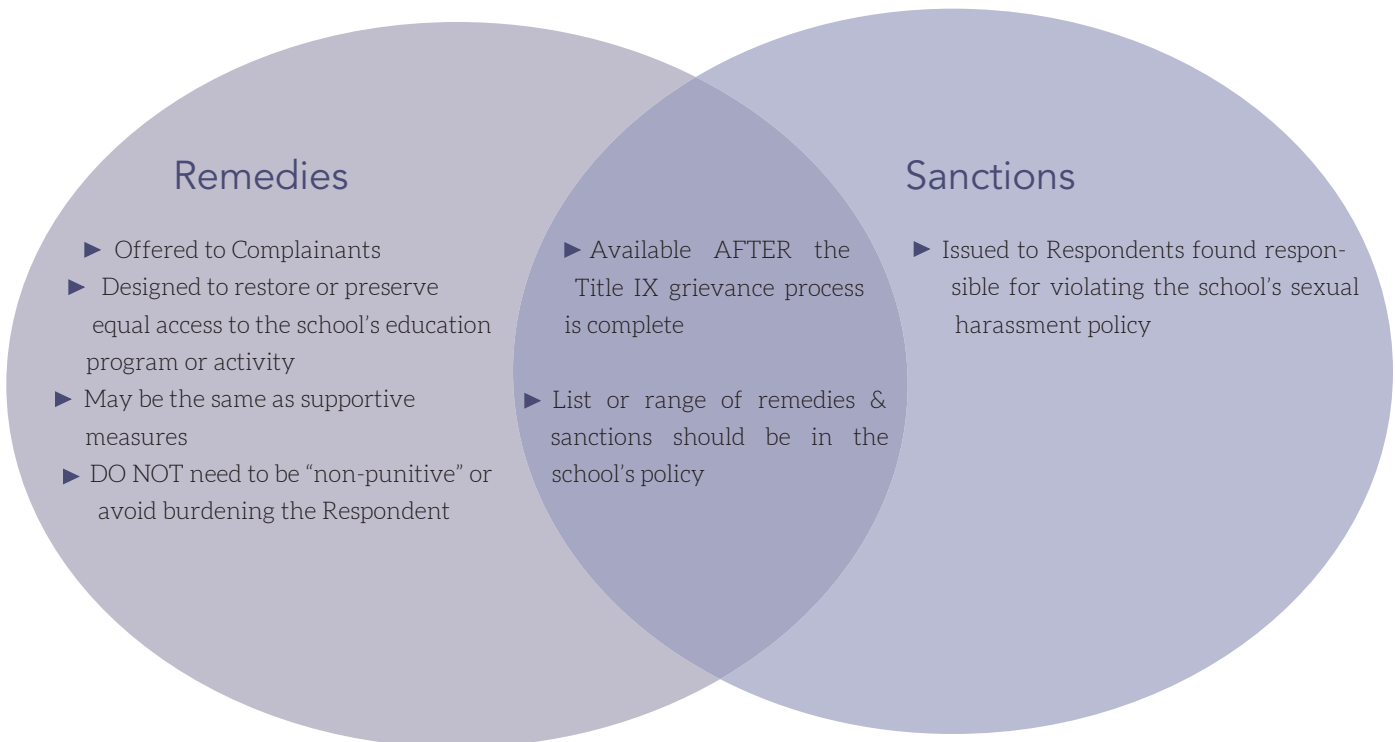 Remedies
► Offered to Complainants
► Designed to restore or preserve
equal access to the school’s education
program or activity
► May be the same as supportive
measures
► DO NOT need to be “non-punitive” or
avoid burdening the Respondent
► Available AFTER the
Title IX grievance process
is complete
► List or range of remedies &
sanctions should be in the
school’s policy
Sanctions
► Issued to Respondents found respon-
sible for violating the school’s sexual
harassment policy